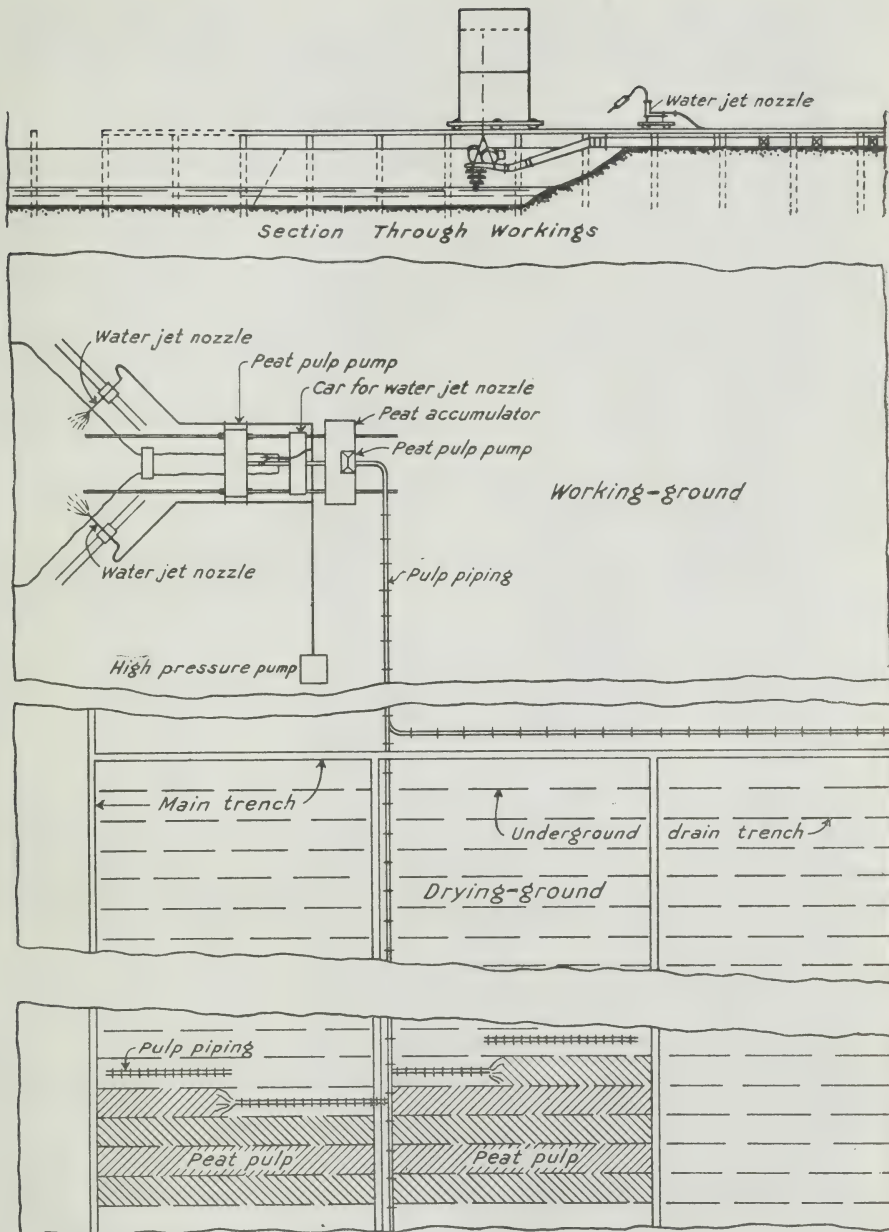 Water jet nozzle
Section Through Workings
Water jet nozzle
Peat pulp pump
Car for water jet nozzle
Peat accumulator
Peat pulp pump
Working-ground
Water jet nozzle
Pulp piping
High pressure pump
Main trench
Underground drain trench
Drying-ground
Pulp piping
Peat pulp
Peat pulp